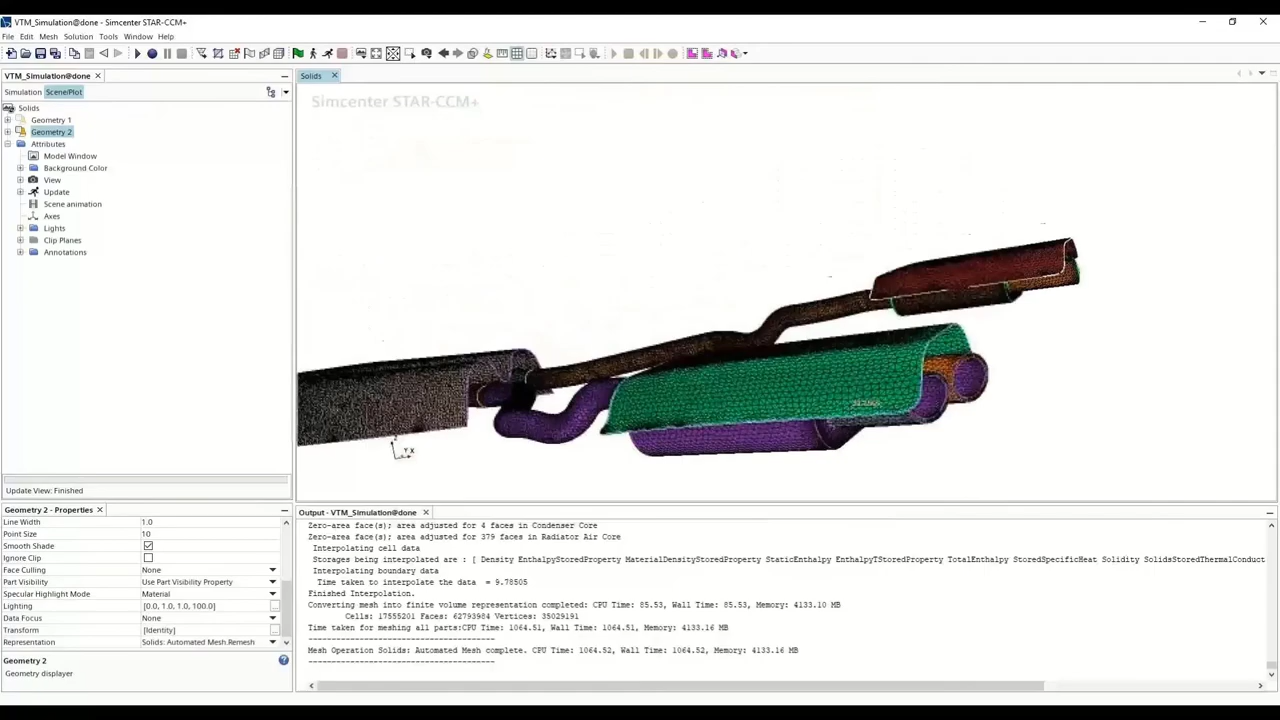 VTM_Simulation@done - Simcenter STAR-CCM+
File Edit Mesh Solution Tools Window Help
VTM_Simulation@done
Solids
Simulation Scene/Plot
Solids
Geometry 1
Geometry 2
Attributes
Model Window
Background Color
View
Update
Scene animation
Axes
Lights
Clip Planes
Annotations
Simcenter STAR-CCM+
Y X
Update View: Finished
Geometry 2 - Properties
Line Width 1.0
Point Size 10
Smooth Shade
Ignore Clip
Face Culling None
Part Visibility Use Part Visibility Property
Specular Highlight Mode Material
Lighting [0.0, 1.0, 1.0, 100.0] ...
Data Focus None
Transform [Identity] ...
Representation Solids: Automated Mesh.Remesh
Geometry 2
Geometry displayer
Output - VTM_Simulation@done
Zero-area face(s); area adjusted for 4 faces in Condenser Core
Zero-area face(s); area adjusted for 379 faces in Radiator Air Core
Interpolating cell data
Storages being interpolated are : [ Density EnthalpyStoredProperty MaterialDensityStoredProperty StaticEnthalpy EnthalpyTStoredProperty TotalEnthalpy StoredSpecificHeat Solidity SolidsStoredThermalConduct
Interpolating boundary data
Time taken to interpolate the data = 9.78505
Finished Interpolation.
Converting mesh into finite volume representation completed: CPU Time: 85.53, Wall Time: 85.53, Memory: 4133.10 MB
Cells: 17555201 Faces: 62793984 Vertices: 35029191
Time taken for meshing all parts:CPU Time: 1064.51, Wall Time: 1064.51, Memory: 4133.16 MB
-------------------------------------
Mesh Operation Solids: Automated Mesh complete. CPU Time: 1064.52, Wall Time: 1064.52, Memory: 4133.16 MB
-------------------------------------